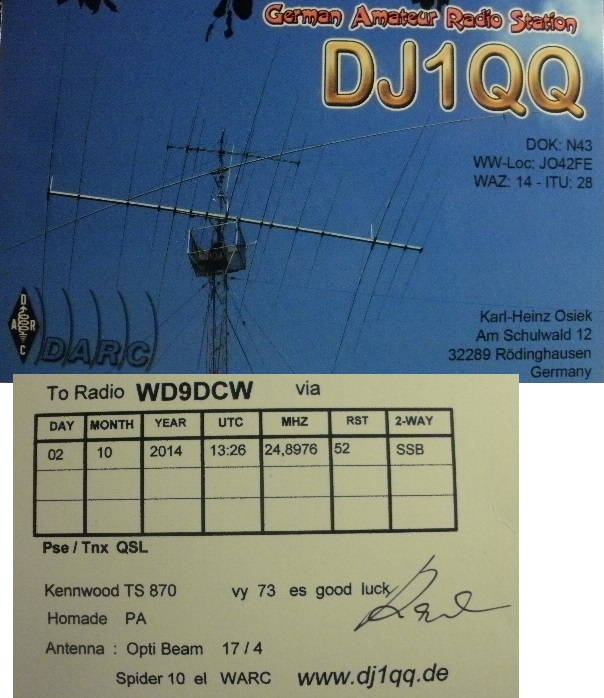 German Amateur Radio Station
DJ1QQ
DOK: N43
WW-Loc: JO42FE
WAZ: 14 - ITU: 28
D
A R
C
DARC
Karl-Heinz Osiek
Am Schulwald 12
32289 Rödinghausen
Germany
To Radio WD9DCW via
DAY MONTH YEAR UTC MHZ RST 2-WAY
02 10 2014 13:26 24,8976 52 SSB
Pse / Tnx QSL
Kennwood TS 870 vy 73 es good luck
Homade PA
Antenna : Opti Beam 17 / 4
Spider 10 el WARC www.dj1qq.de